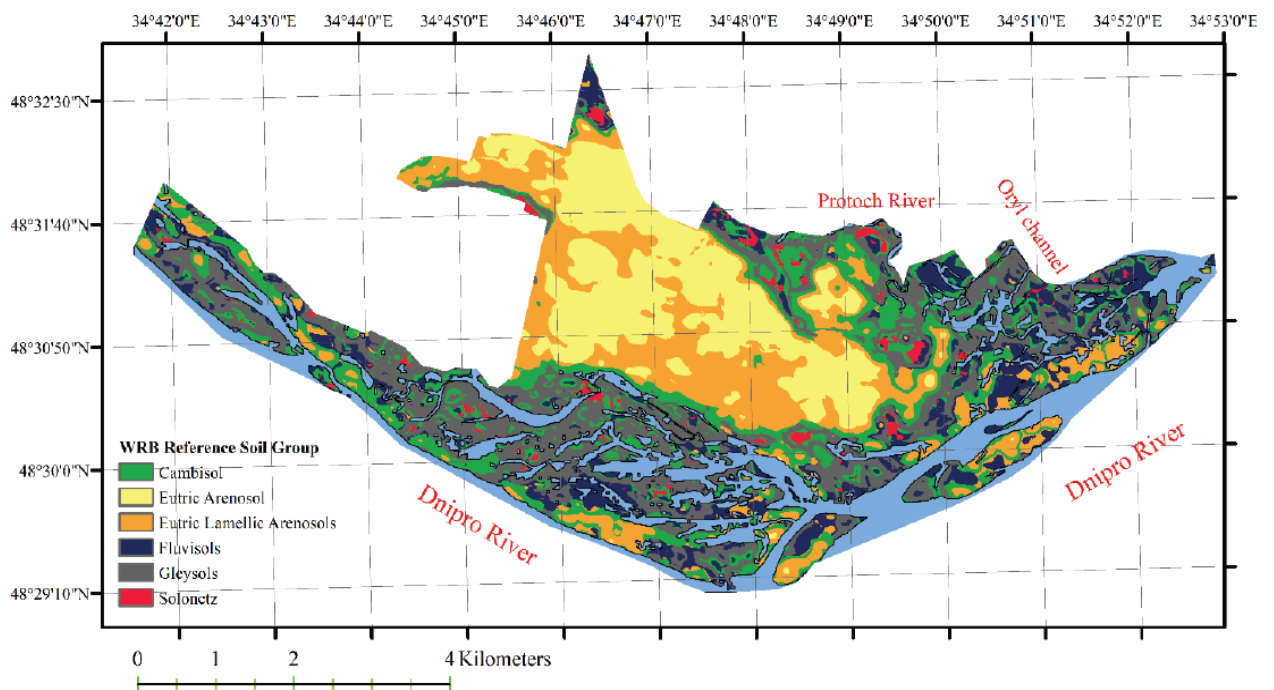 34°42'0"E 34°43'0"E 34°44'0"E 34°45'0"E 34°46'0"E 34°47'0"E 34°48'0"E 34°49'0"E 34°50'0"E 34°51'0"E 34°52'0"E 34°53'0"E
48°32'30"N
48°31'40"N
48°30'50"N
48°30'0"N
48°29'10"N
Protoch River
Oryl channel
Dnipro River
Dnipro River
WRB Reference Soil Group
Cambisol
Eutric Arenosol
Eutric Lamellic Arenosols
Fluvisols
Gleysols
Solonetz
0 1 2 4 Kilometers